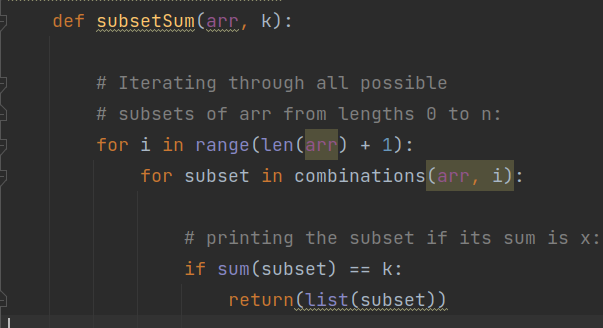 def subsetSum(arr, k):
# Iterating through all possible
# subsets of arr from lengths 0 to n:
for i in range(len(arr) + 1):
for subset in combinations(arr, i):
# printing the subset if its sum is x:
if sum(subset) == k:
return(list(subset))